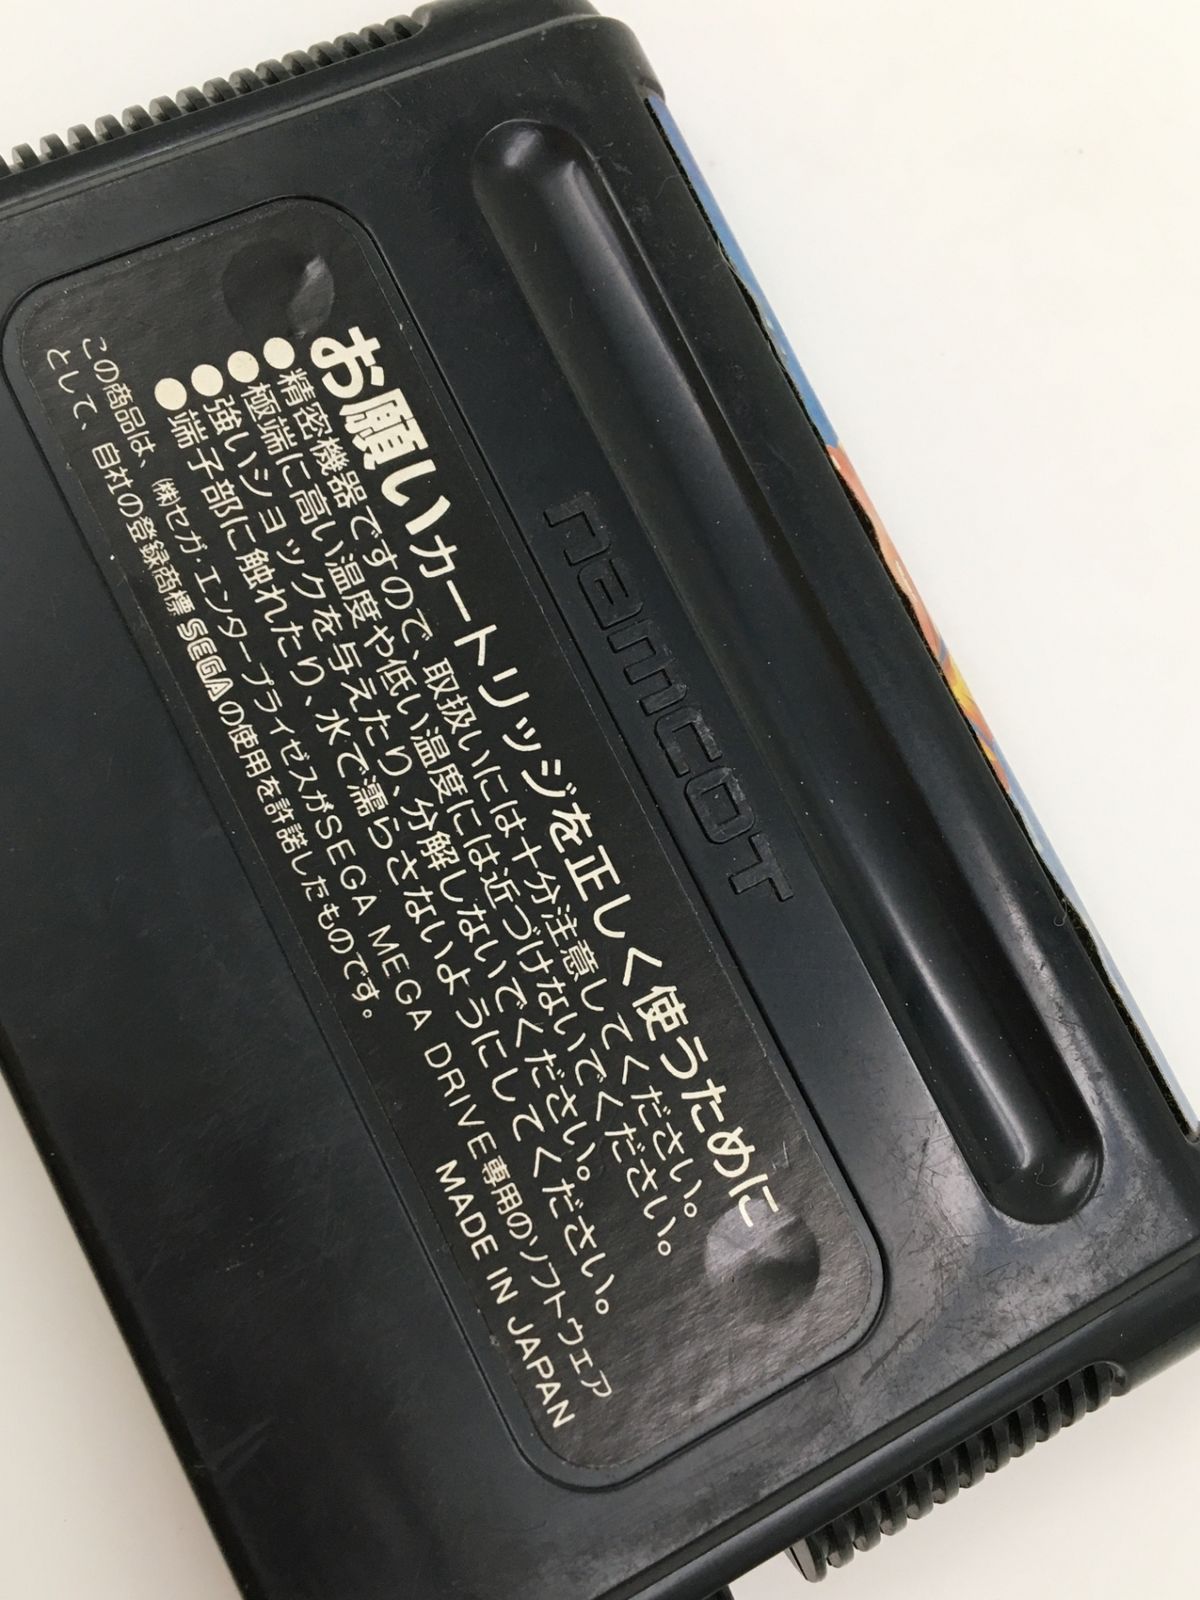 namcot
お願い カートリッジを正しく使うために
●精密機器ですので、取扱いには十分注意してください。
●極端に高い温度や低い温度には近づけないでください。
●強いショックを与えたり、分解しないでください。
●端子部に触れたり、水で濡らさないようにしてください。
この商品は、㈱セガ・エンタープライゼスがSEGA MEGA DRIVE専用のソフトウェア
として、自社の登録商標SEGAの使用を許諾したものです。
MADE IN JAPAN